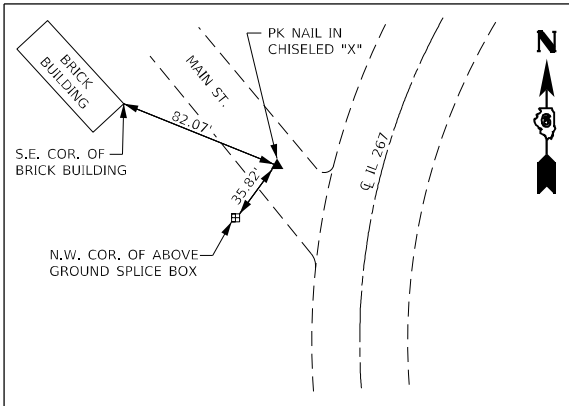 PK NAIL IN
CHISELED "X"
N
BRICK
BUILDING
MAIN ST.
82.07'
6
S.E. COR. OF
BRICK BUILDING
35.82'
℄ IL 267
N.W. COR. OF ABOVE
GROUND SPLICE BOX